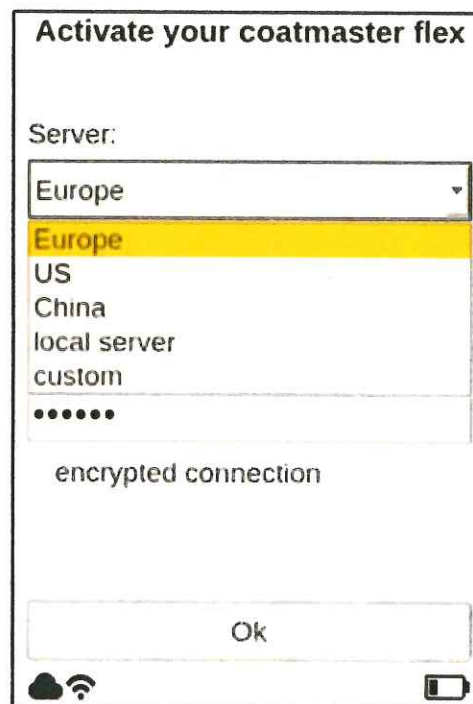 Activate your coatmaster flex
Server:
Europe
Europe
US
China
local server
custom
••••••
encrypted connection
Ok